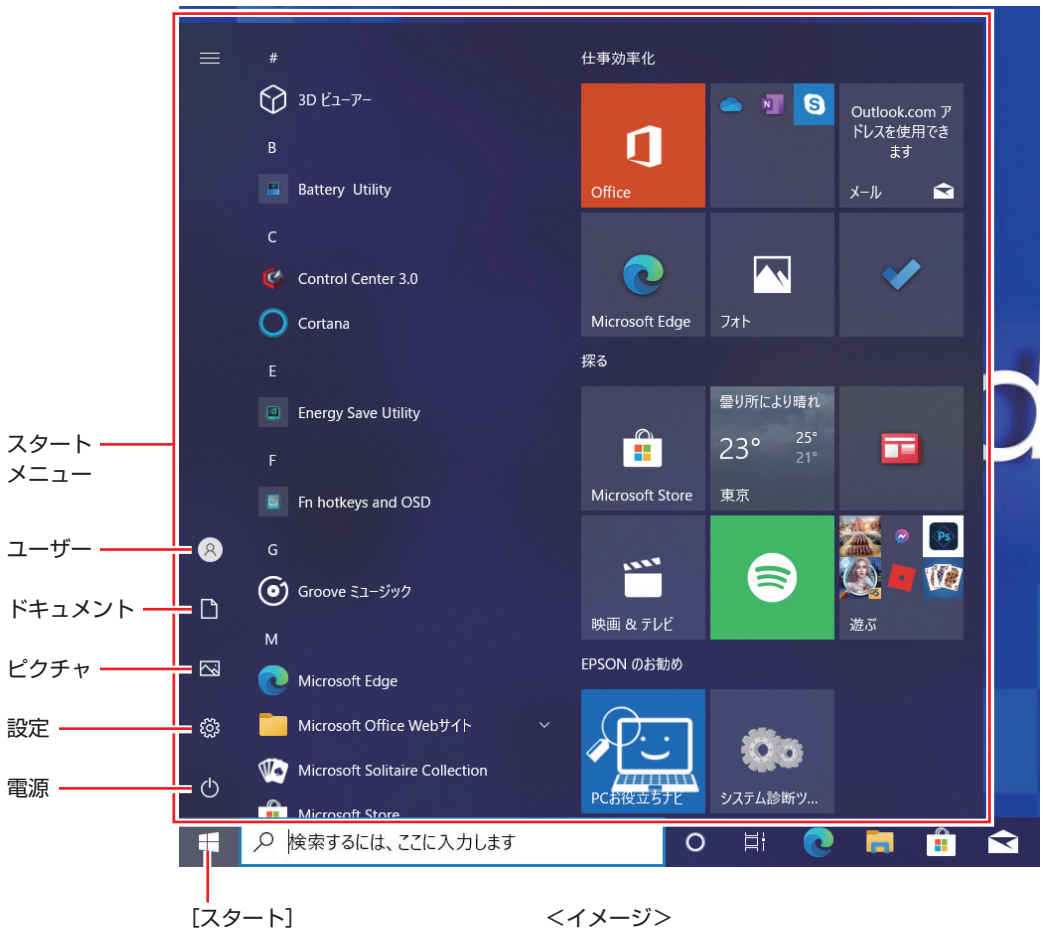 スタート
メニュー
ユーザー
ドキュメント
ピクチャ
設定
電源
#
3D ビューアー
B
Battery Utility
C
Control Center 3.0
Cortana
E
Energy Save Utility
F
Fn hotkeys and OSD
G
Groove ミュージック
M
Microsoft Edge
Microsoft Office Webサイト
Microsoft Solitaire Collection
Microsoft Store
仕事効率化
Office
N
S
Outlook.com ア
ドレスを使用でき
ます
メール
Microsoft Edge
フォト
探る
Microsoft Store
曇り所により晴れ
23° 25°
21°
東京
映画 & テレビ
Ps
遊ぶ
EPSON のお勧め
PCお役立ちナビ
システム診断ツ...
d
検索するには、ここに入力します
[スタート]
＜イメージ＞